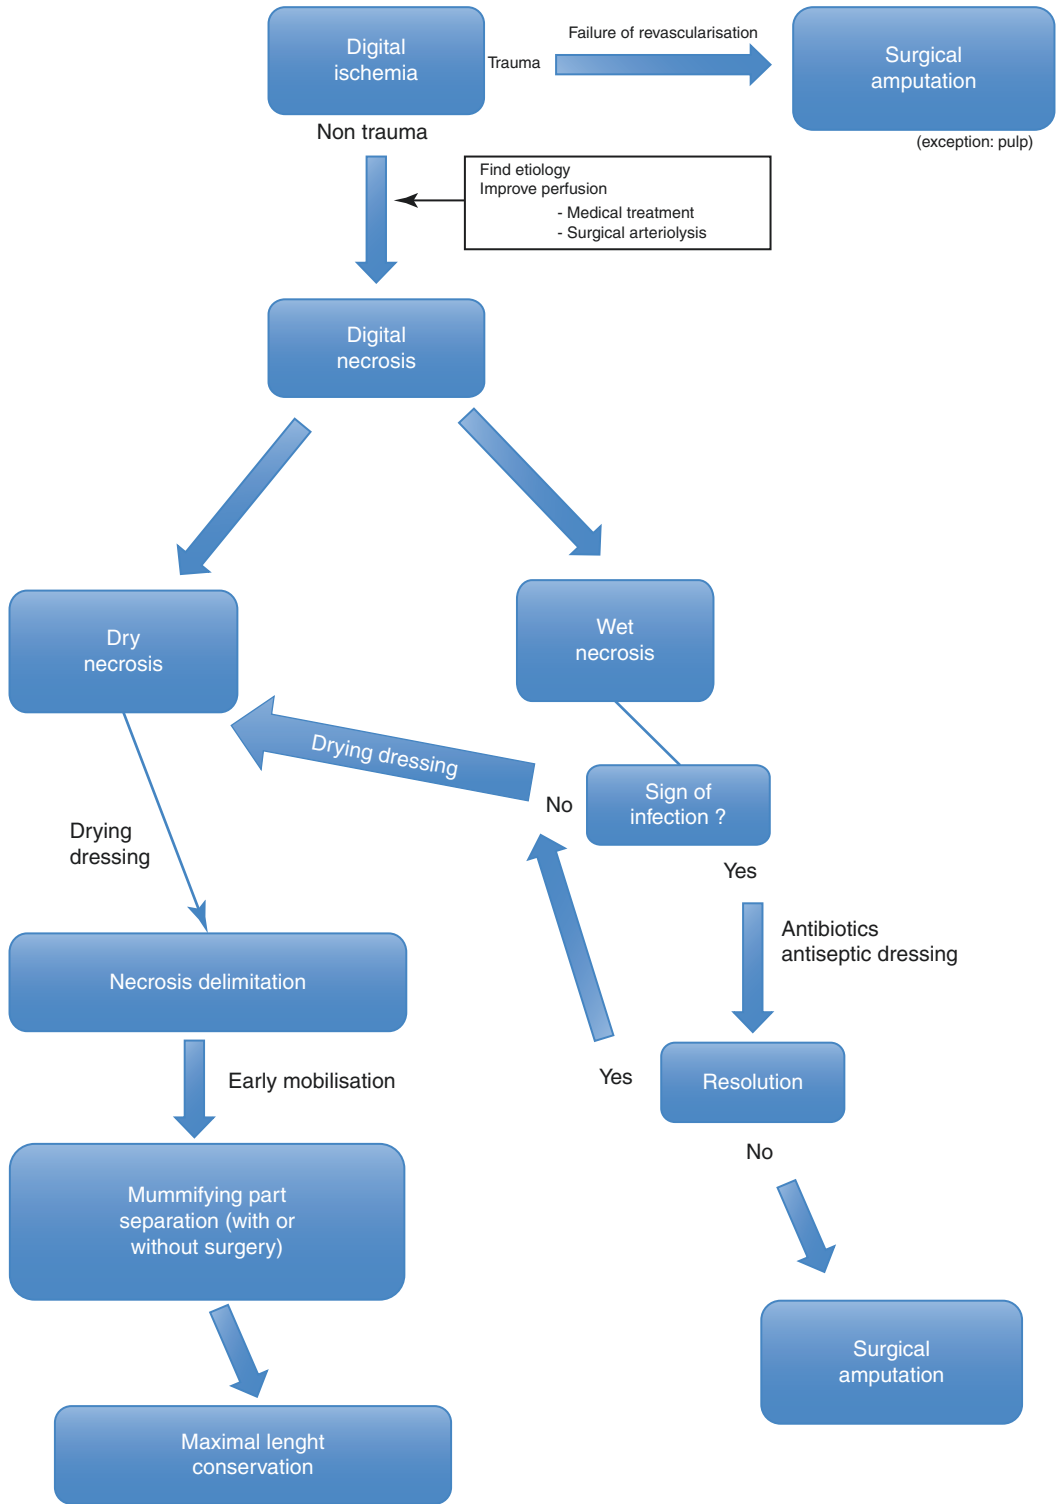 Digital
ischemia
Trauma
Failure of revascularisation
Surgical
amputation
(exception: pulp)
Non trauma
Find etiology
Improve perfusion
- Medical treatment
- Surgical arteriolysis
Digital
necrosis
Dry
necrosis
Wet
necrosis
Drying dressing
No
Sign of
infection ?
Yes
Drying
dressing
Antibiotics
antiseptic dressing
Necrosis delimitation
Yes
Resolution
Early mobilisation
No
Mummifying part
separation (with or
without surgery)
Surgical
amputation
Maximal lenght
conservation